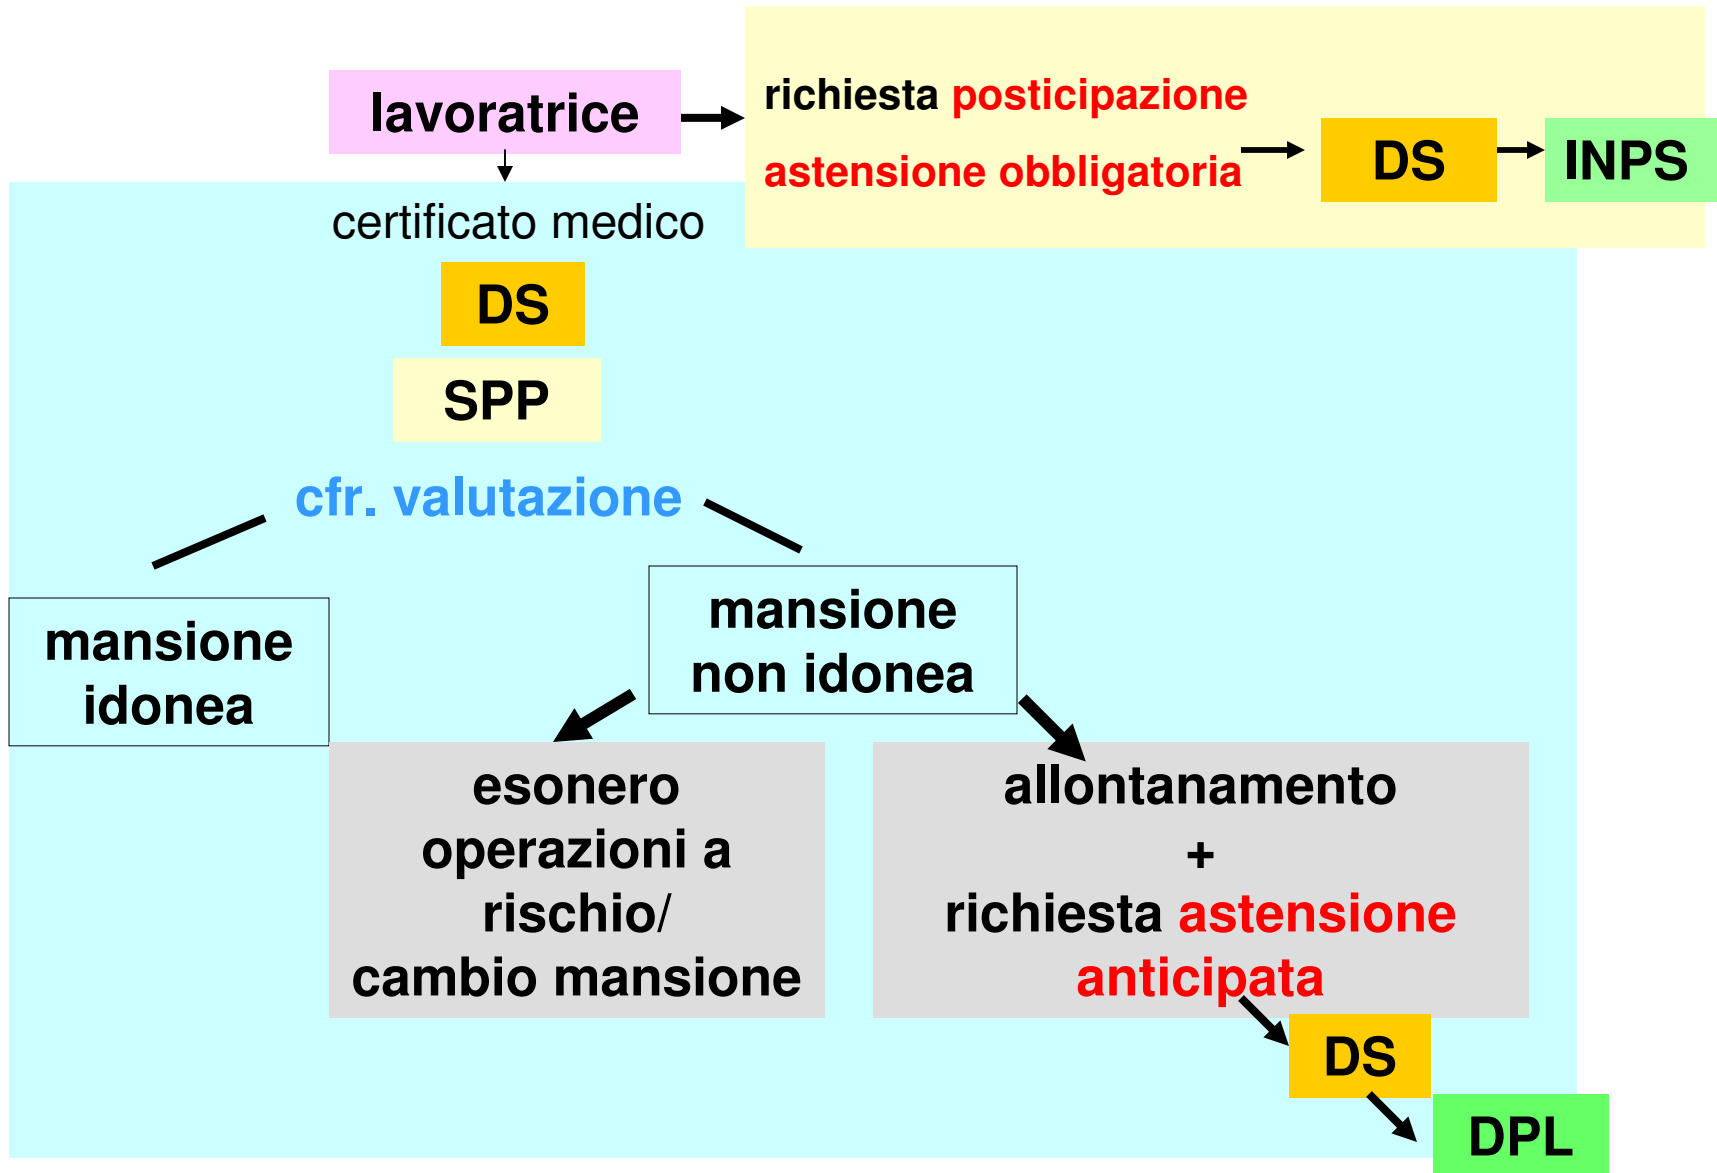 lavoratrice
richiesta posticipazione
astensione obbligatoria
DS
INPS
certificato medico
DS
SPP
cfr. valutazione
mansione
idonea
mansione
non idonea
esonero
operazioni a
rischio/
cambio mansione
allontanamento
+
richiesta astensione
anticipata
DS
DPL